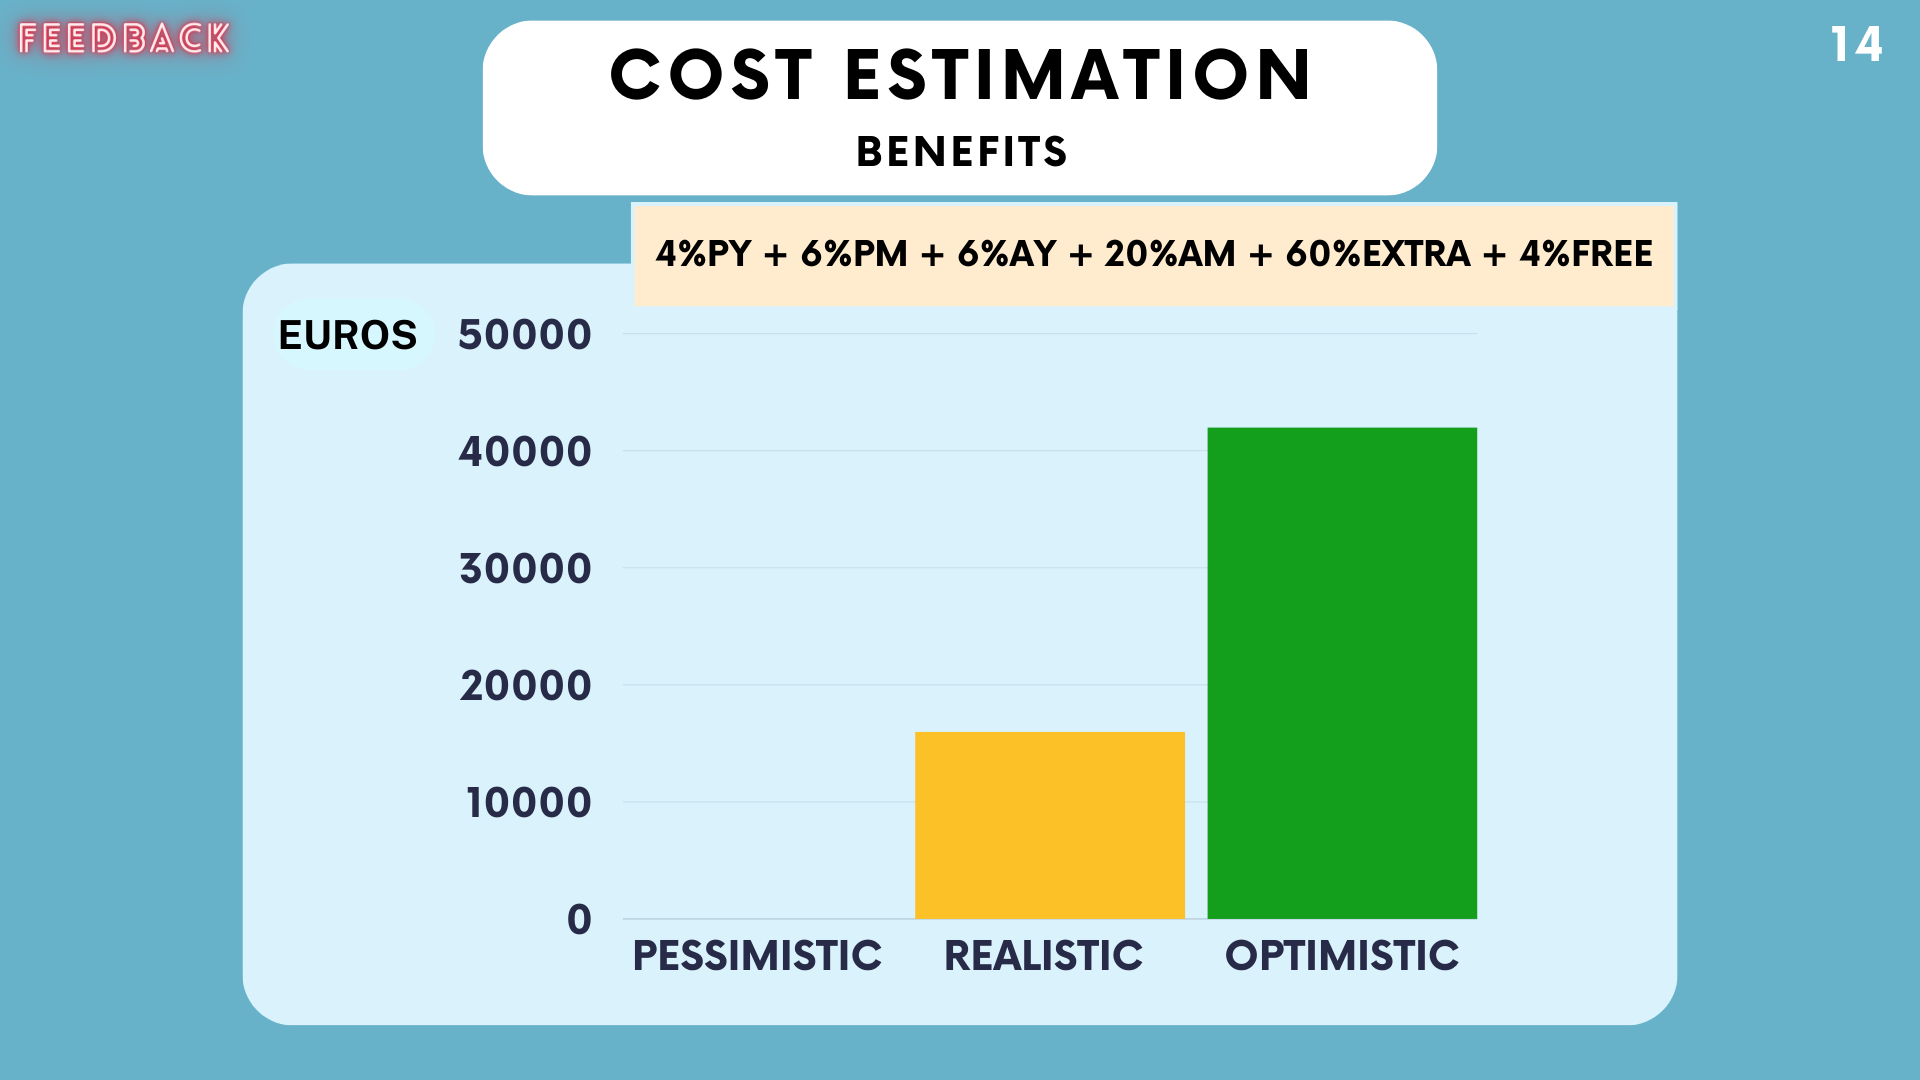 FEEDBACK
14
COST ESTIMATION
BENEFITS
4%PY + 6%PM + 6%AY + 20%AM + 60%EXTRA + 4%FREE
EUROS
50000
40000
30000
20000
10000
0
PESSIMISTIC REALISTIC OPTIMISTIC